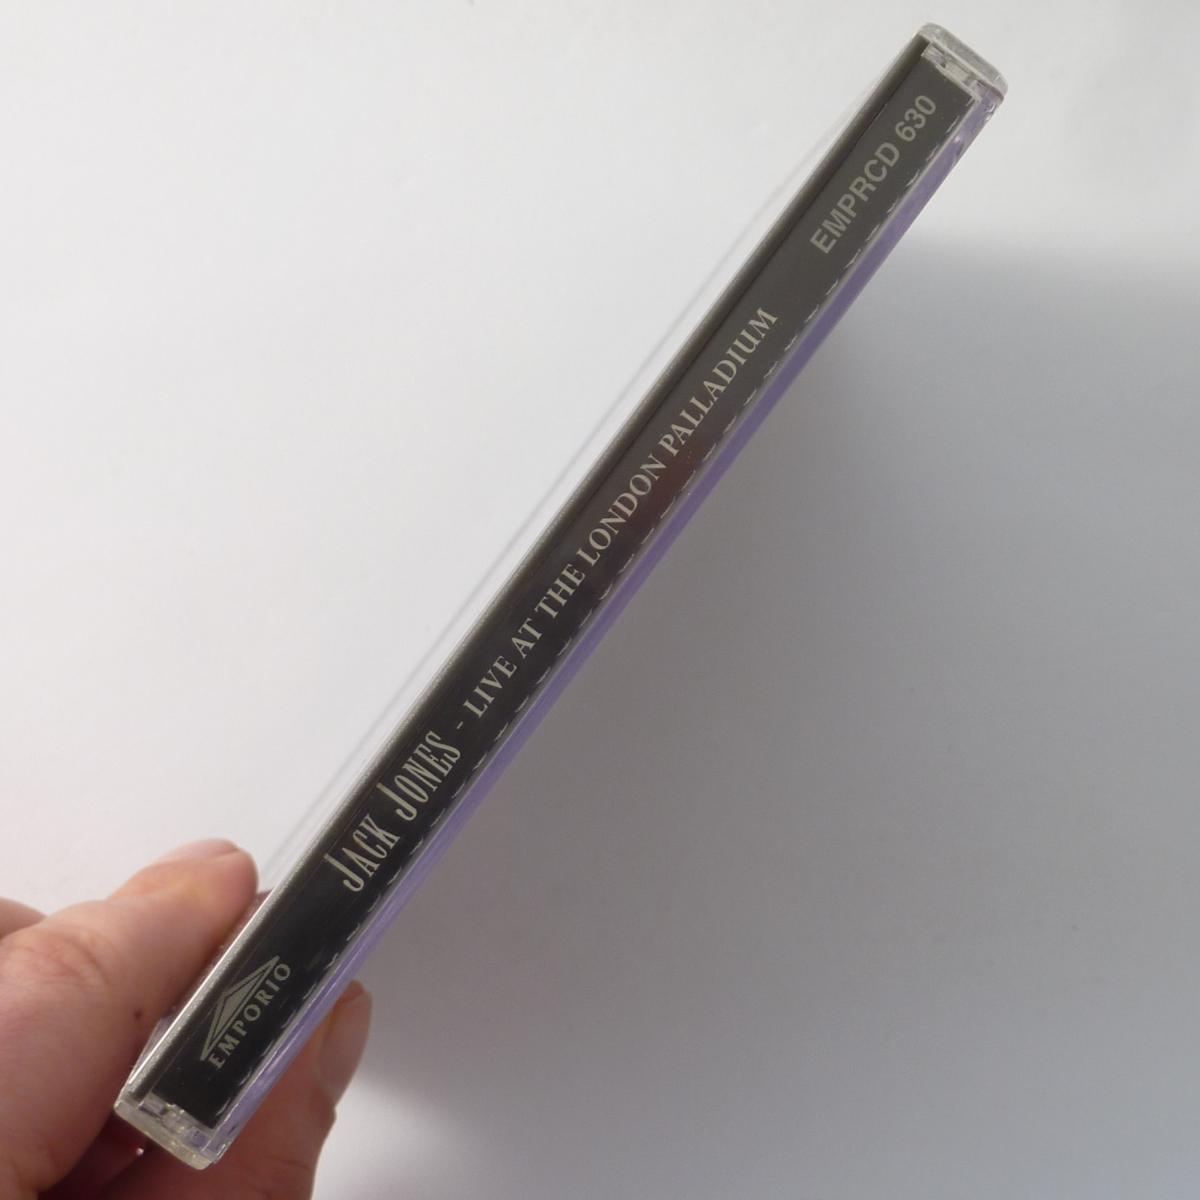 EMPORIO
JACK JONES - LIVE AT THE LONDON PALLADIUM
EMPRCD 630